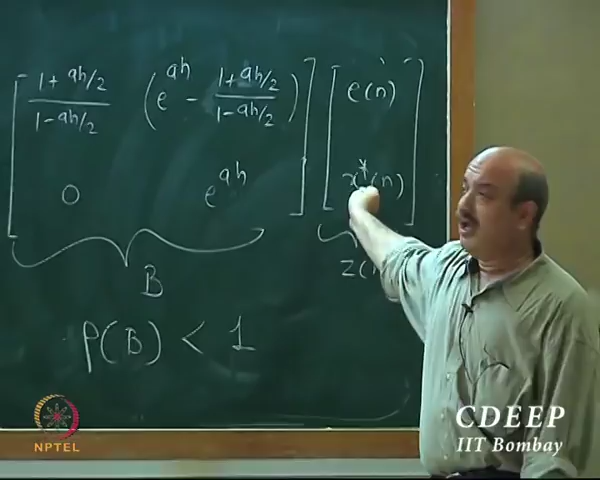 [ (1 + ah/2)/(1 - ah/2)   (e^{ah} - (1 + ah/2)/(1 - ah/2)) ] [ e(n) ]
[ 0   e^{ah} ] [ x*(n) ]
B   z(
ρ(B) < 1
NPTEL
CDEEP
IIT Bombay